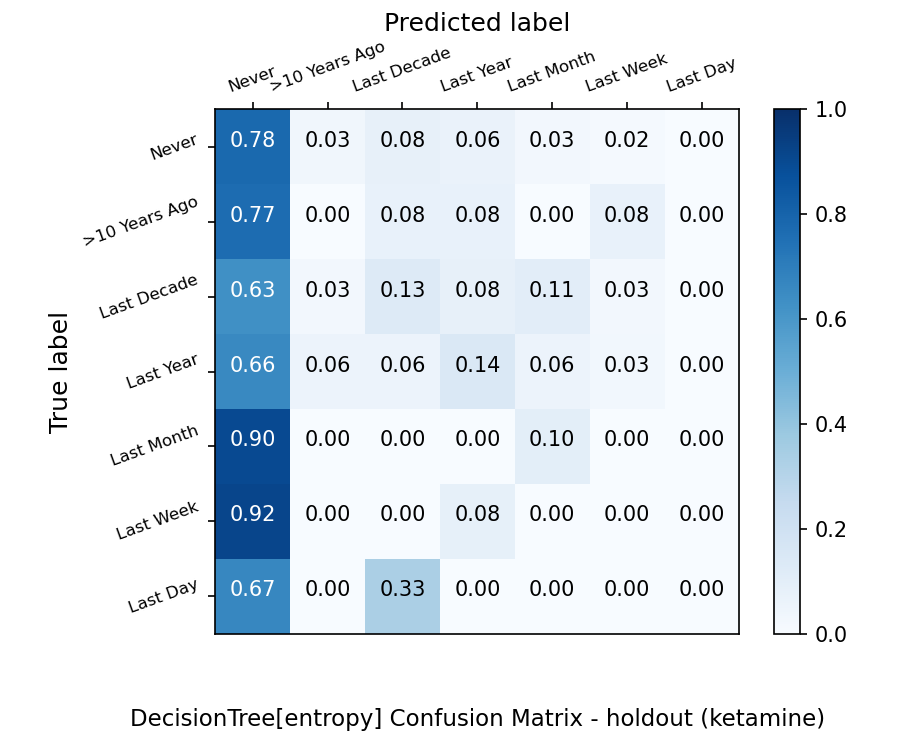 Predicted label
Never >10 Years Ago Last Decade Last Year Last Month Last Week Last Day
True label
Never 0.78 0.03 0.08 0.06 0.03 0.02 0.00
>10 Years Ago 0.77 0.00 0.08 0.08 0.00 0.08 0.00
Last Decade 0.63 0.03 0.13 0.08 0.11 0.03 0.00
Last Year 0.66 0.06 0.06 0.14 0.06 0.03 0.00
Last Month 0.90 0.00 0.00 0.00 0.10 0.00 0.00
Last Week 0.92 0.00 0.00 0.08 0.00 0.00 0.00
Last Day 0.67 0.00 0.33 0.00 0.00 0.00 0.00
1.0
0.8
0.6
0.4
0.2
0.0
DecisionTree[entropy] Confusion Matrix - holdout (ketamine)